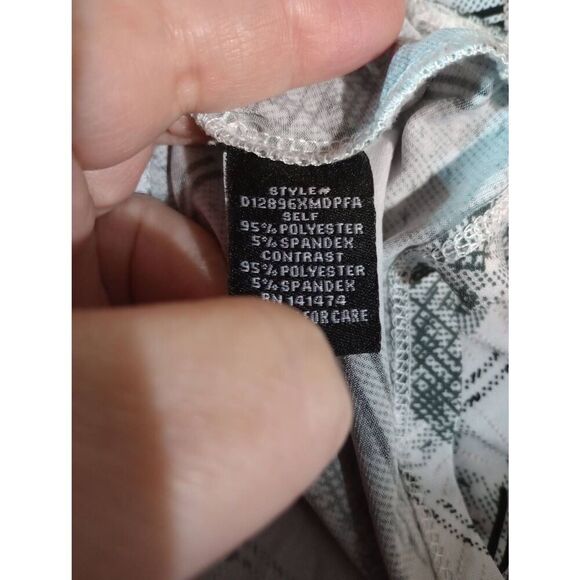 STYLE#
D12896XMDPFA
SELF
95% POLYESTER
5% SPANDEX
CONTRAST
95% POLYESTER
5% SPANDEX
RN 141474
FOR CARE